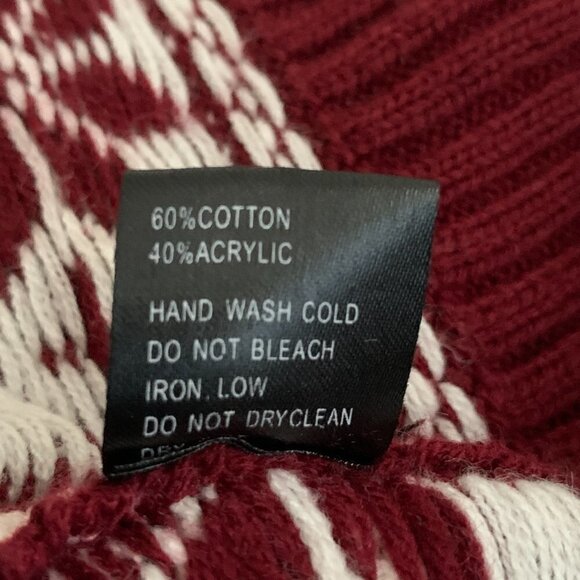 60%COTTON
40%ACRYLIC
HAND WASH COLD
DO NOT BLEACH
IRON. LOW
DO NOT DRYCLEAN